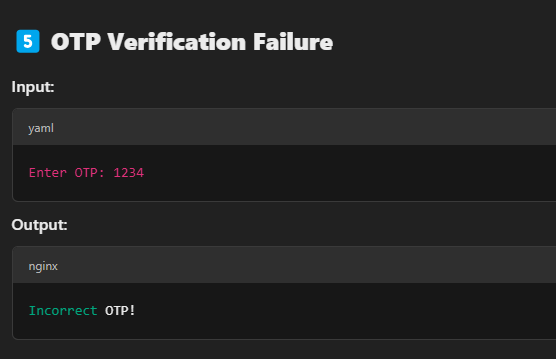 5 OTP Verification Failure
Input:
yaml
Enter OTP: 1234
Output:
nginx
Incorrect OTP!